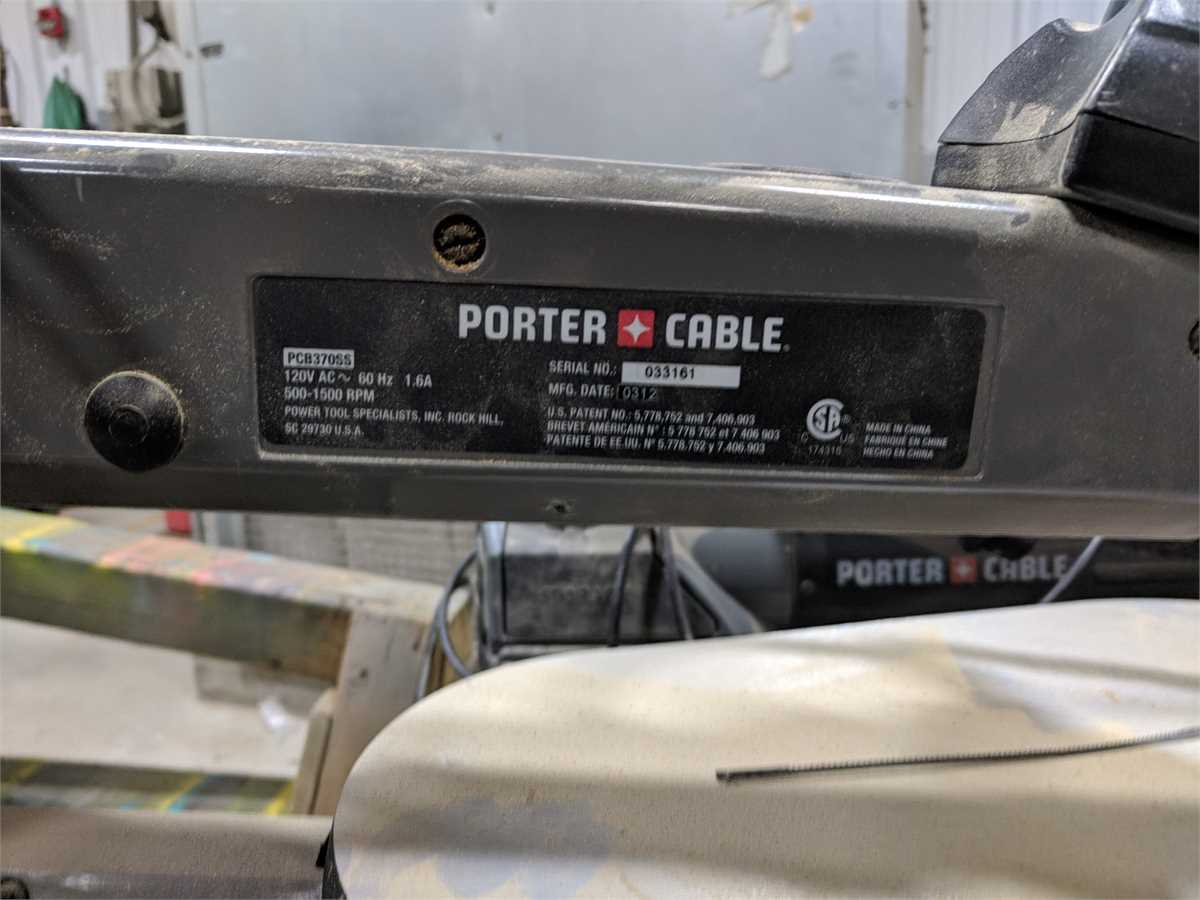 PORTER CABLE
PCB370SS
120V AC ~ 60 Hz 1.6A
500-1500 RPM
POWER TOOL SPECIALISTS, INC. ROCK HILL,
SC 29730 U.S.A.
SERIAL NO.: 033161
MFG. DATE: 0312
U.S. PATENT NO.: 5,778,752 and 7,406,903
BREVET AMÉRICAIN N° : 5 778 752 et 7 406 903
PATENTE DE EE.UU. N° 5.778.752 y 7.406.903
CSA®
C US
174316
MADE IN CHINA
FABRIQUÉ EN CHINE
HECHO EN CHINA
PORTER CABLE